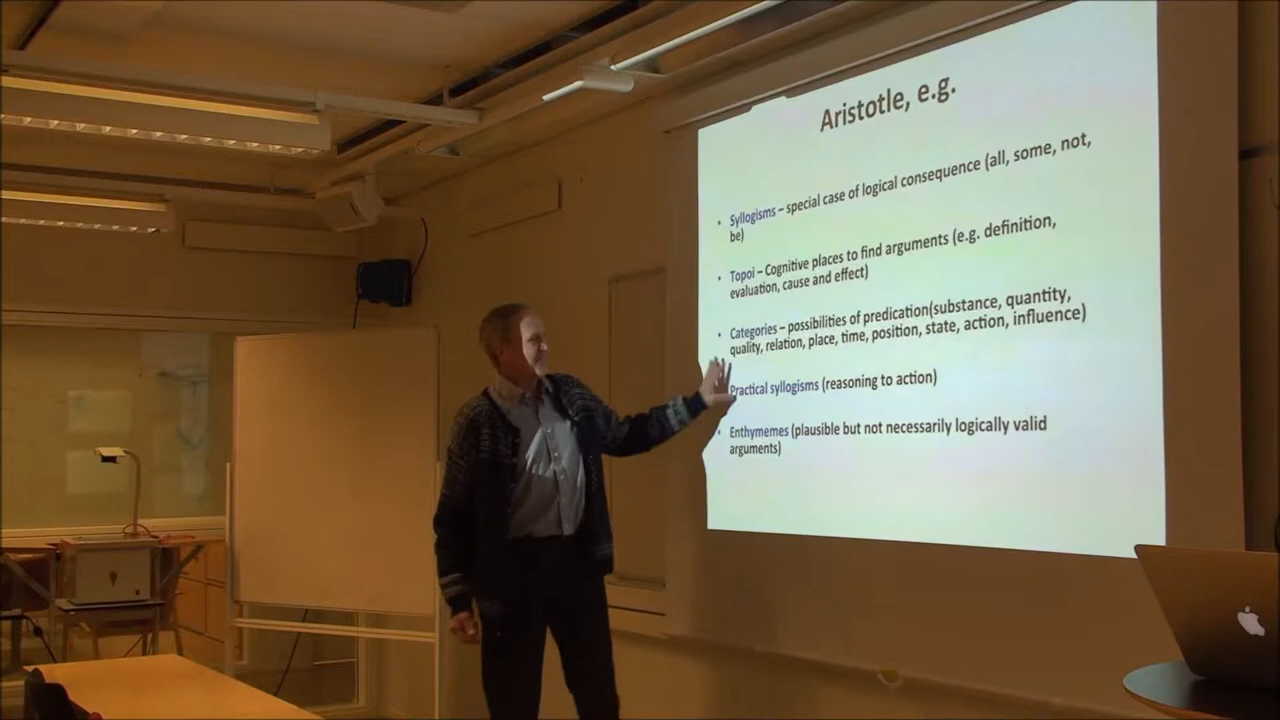 Aristotle, e.g.
• Syllogisms – special case of logical consequence (all, some, not,
be)
• Topoi – Cognitive places to find arguments (e.g. definition,
evaluation, cause and effect)
• Categories – possibilities of predication(substance, quantity,
quality, relation, place, time, position, state, action, influence)
Practical syllogisms (reasoning to action)
• Enthymemes (plausible but not necessarily logically valid
arguments)